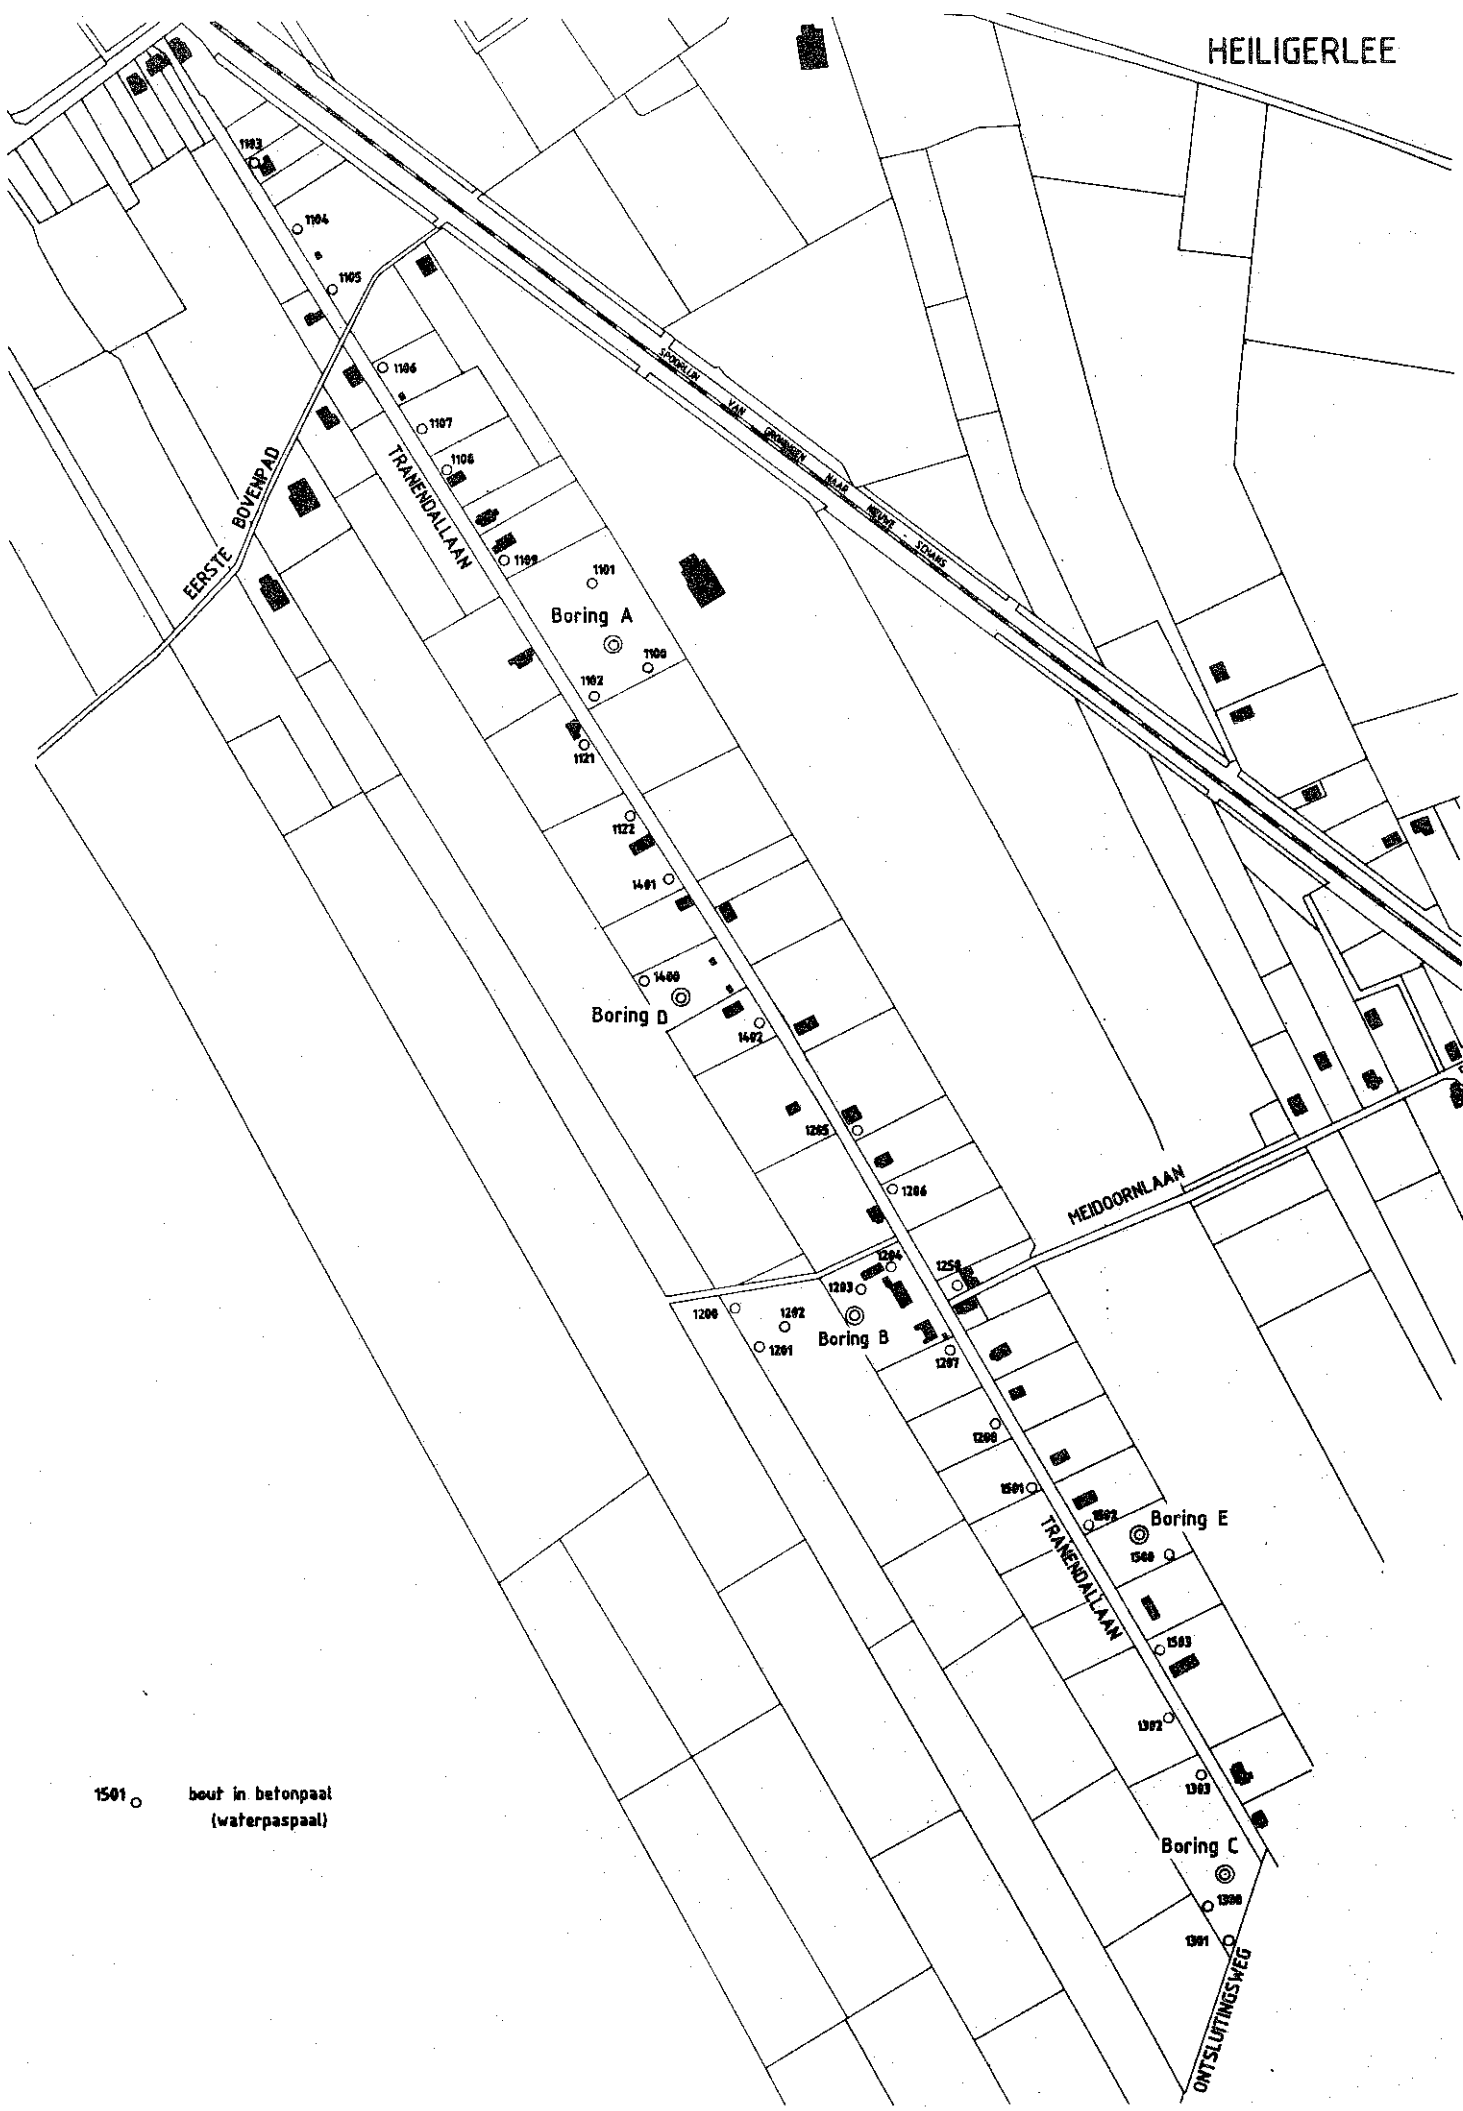 HEILIGERLEE
1103
1104
1105
1106
1107
1108
1109
SPOORLIJN VAN GRONINGEN NAAR NIEUWE - SCHANS
TRANENDALLAAN
EERSTE BOVENPAD
1101
Boring A
1100
1102
1121
1122
1401
1400
Boring D
1402
1205
1206
MEIDOORNLAAN
1204
1250
1203
1200
1202
Boring B
1201
1207
1208
1501
1502
Boring E
1500
TRANENDALLAAN
1503
1302
1303
1501
bout in betonpaal
(waterpaspaal)
Boring C
1300
1301
ONTSLUITINGSWEG